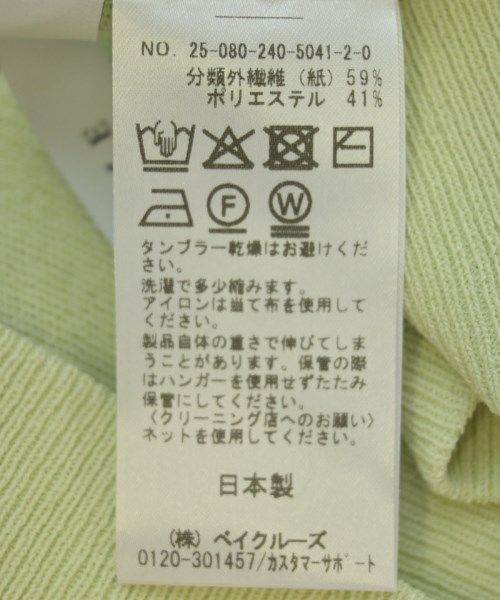 NO. 25-080-240-5041-2-0
分類外繊維（紙）59%
ポリエステル 41%
F W
タンブラー乾燥はお避けくだ
さい。
洗濯で多少縮みます。
アイロンは当て布を使用して
ください。
製品自体の重さで伸びてしま
うことがあります。保管の際
はハンガーを使用せずたたみ
保管にしてください。
〈クリーニング店へのお願い〉
ネットを使用してください。
日本製
（株）ベイクルーズ
0120-301457/カスタマーサポート